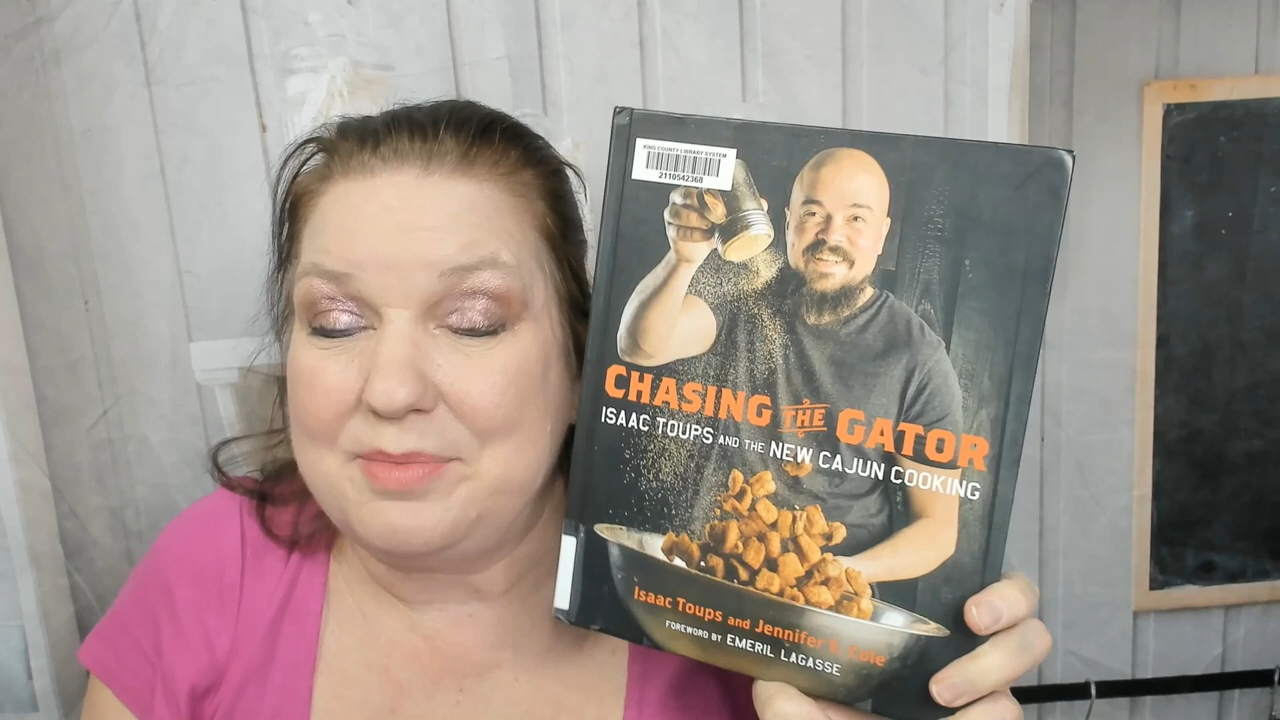 KING COUNTY LIBRARY SYSTEM
2110542368
CHASING THE GATOR
ISAAC TOUPS AND THE NEW CAJUN COOKING
Isaac Toups and Jennifer V. Cole
FOREWORD BY EMERIL LAGASSE